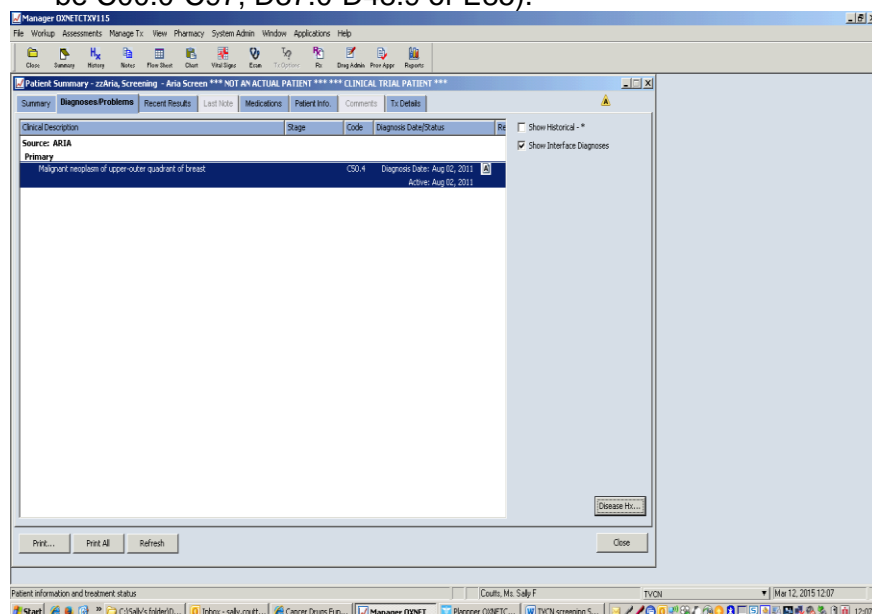 be C00.0-C97, D37.0-D48.9 or E85).
Manager OXNETCTXV115
File Workup Assessments Manage Tx View Pharmacy System Admin Window Applications Help
Close Summary History Notes Flow Sheet Chart Vital Signs Exam Tx Options Rx Drug Admin Prov Appr Reports
Patient Summary - zzAria, Screening - Aria Screen *** NOT AN ACTUAL PATIENT *** *** CLINICAL TRIAL PATIENT ***
Summary Diagnoses/Problems Recent Results Last Note Medications Patient Info. Comments Tx Details
Clinical Description Stage Code Diagnosis Date/Status Re
Show Historical - *
Source: ARIA
Show Interface Diagnoses
Primary
Malignant neoplasm of upper-outer quadrant of breast C50.4 Diagnosis Date: Aug 02, 2011 A
Active: Aug 02, 2011
Disease Hx...
Print... Print All Refresh Close
Patient information and treatment status Coutts, Ms. Sally F TVCN Mar 12, 2015 12:07
Start C:\Sally's folder\D... Inbox - sally.coutt... Cancer Drugs Fun... Manager OXNET... Planner OXNETC... TVCN screening S... 12:07